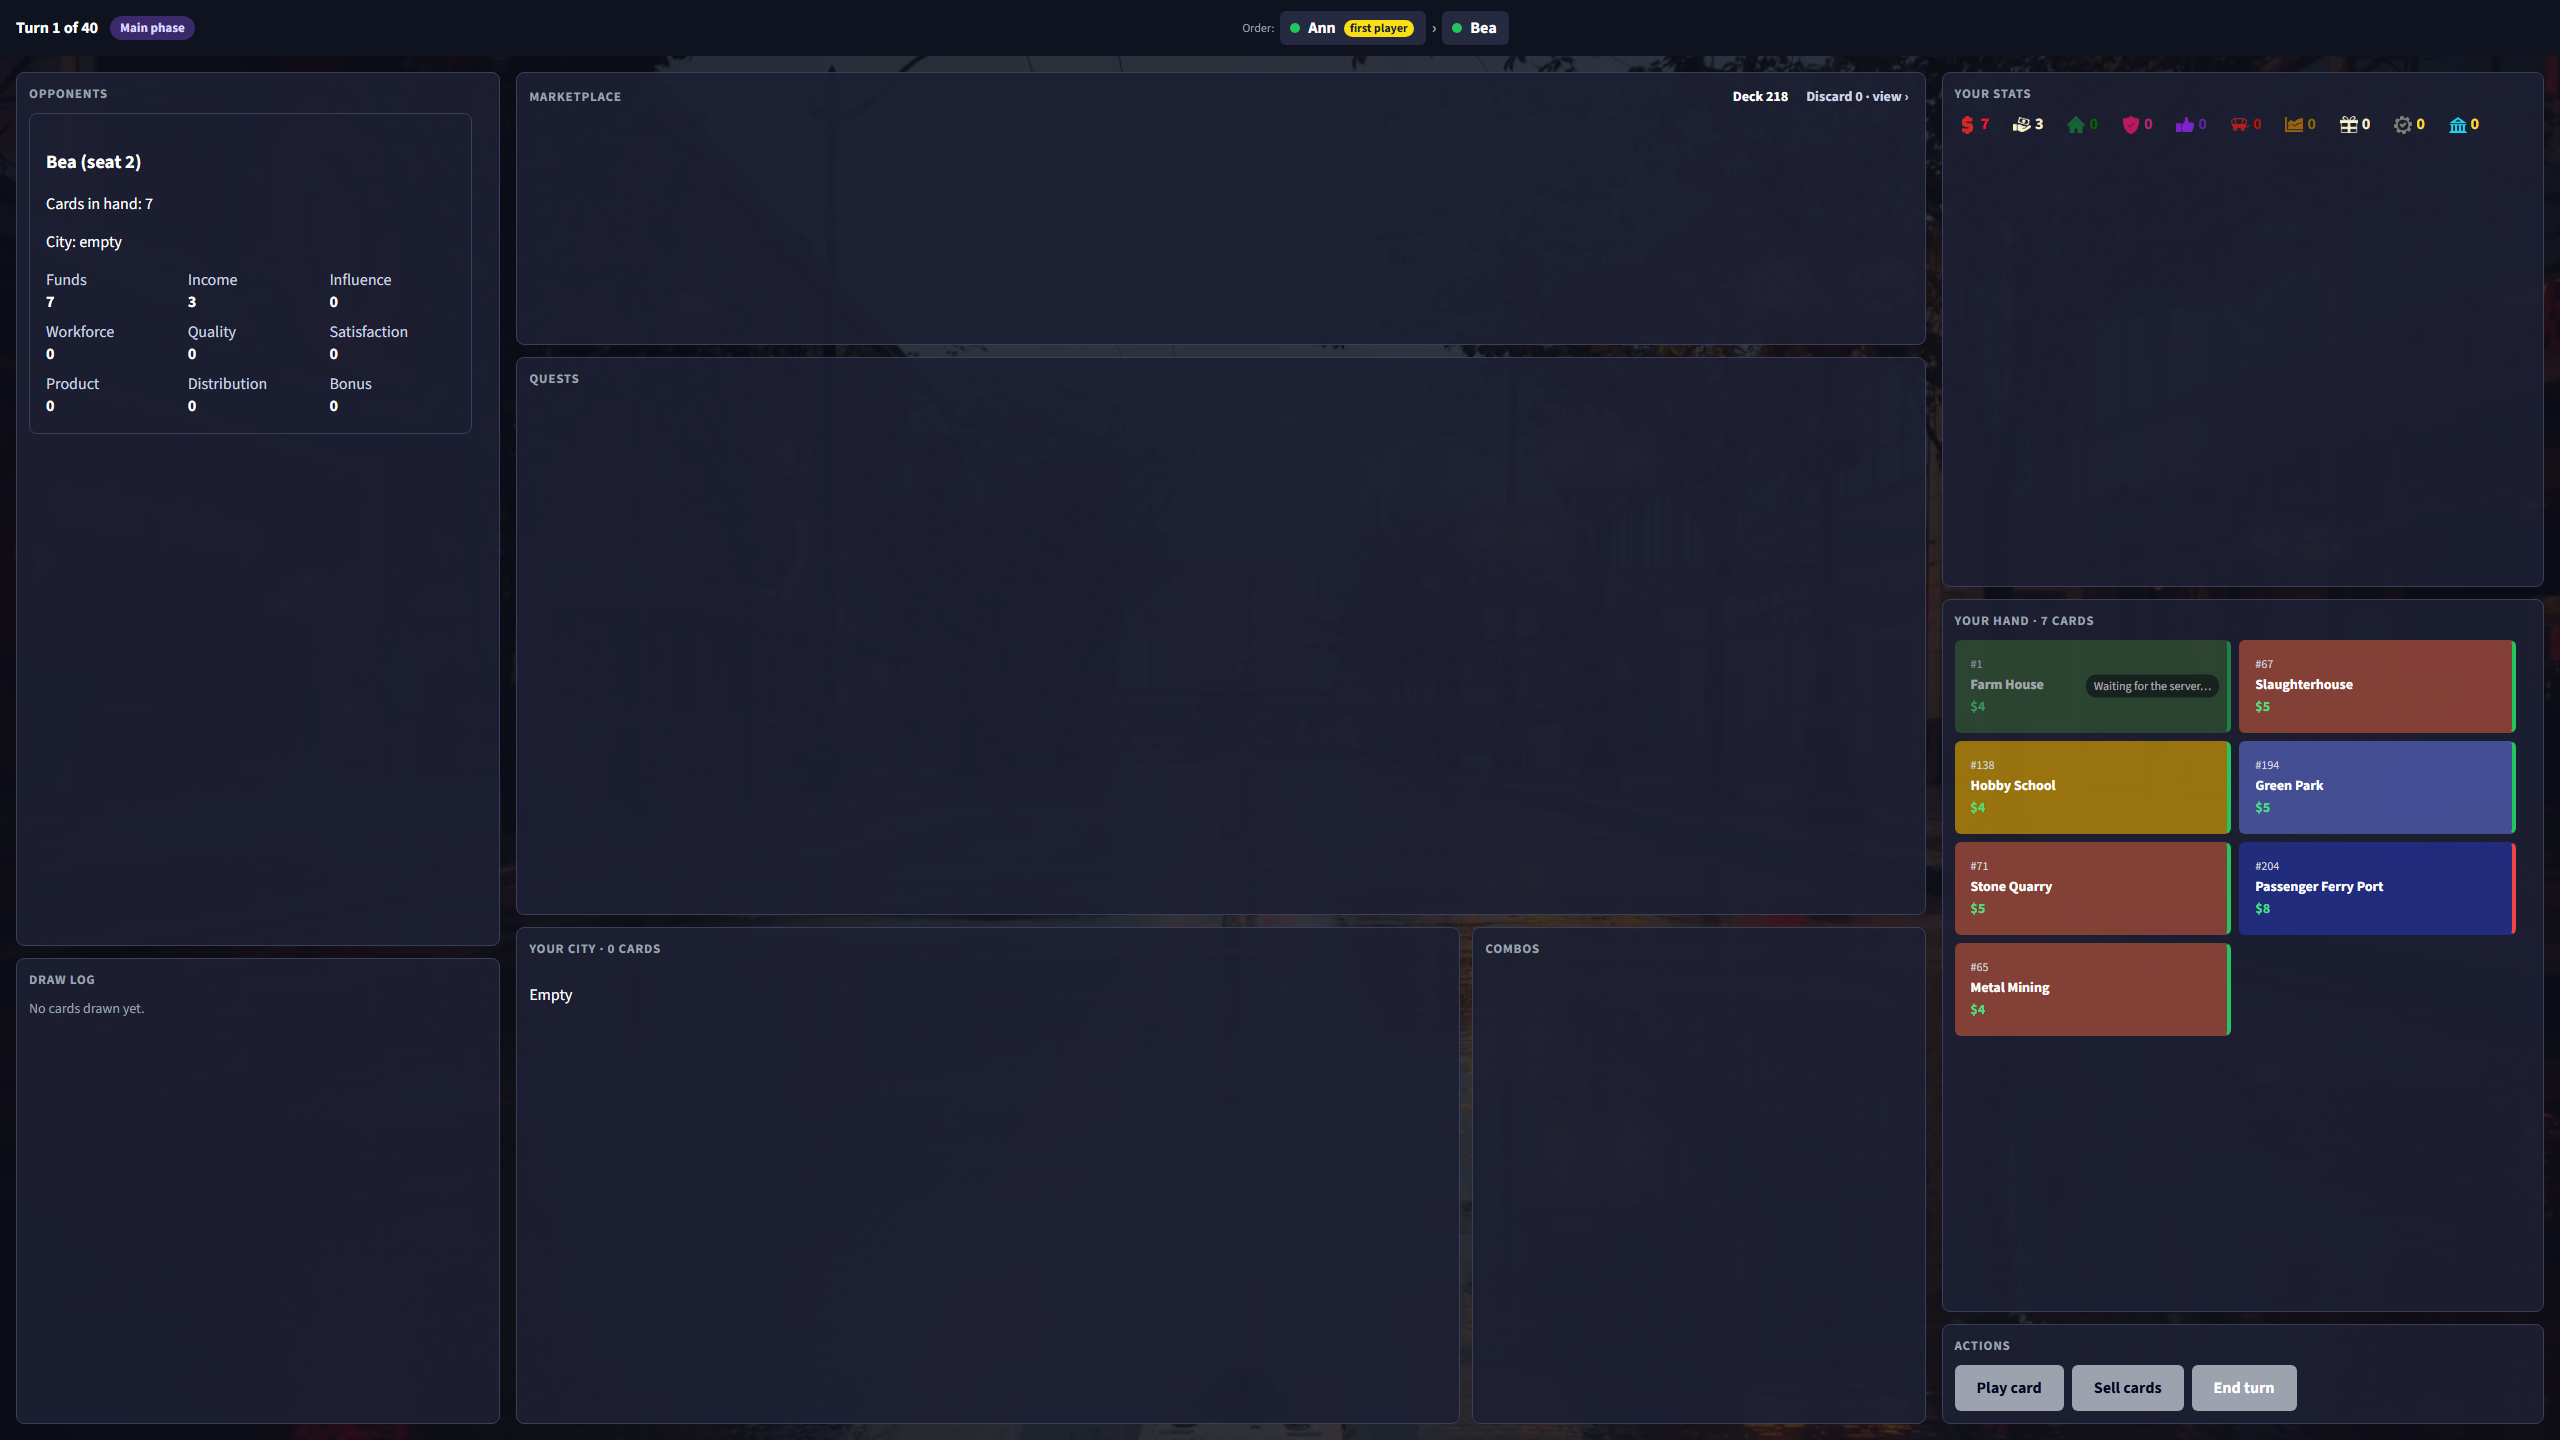 Turn 1 of 40 Main phase
Order: Ann first player › Bea
OPPONENTS
Bea (seat 2)
Cards in hand: 7
City: empty
Funds Income Influence
7 3 0
Workforce Quality Satisfaction
0 0 0
Product Distribution Bonus
0 0 0
DRAW LOG
No cards drawn yet.
MARKETPLACE
Deck 218 Discard 0 · view ›
QUESTS
YOUR CITY · 0 CARDS
Empty
COMBOS
YOUR STATS
7 3 0 0 0 0 0 0 0 0
YOUR HAND · 7 CARDS
#1
Farm House
$4
Waiting for the server…
#67
Slaughterhouse
$5
#138
Hobby School
$4
#194
Green Park
$5
#71
Stone Quarry
$5
#204
Passenger Ferry Port
$8
#65
Metal Mining
$4
ACTIONS
Play card Sell cards End turn